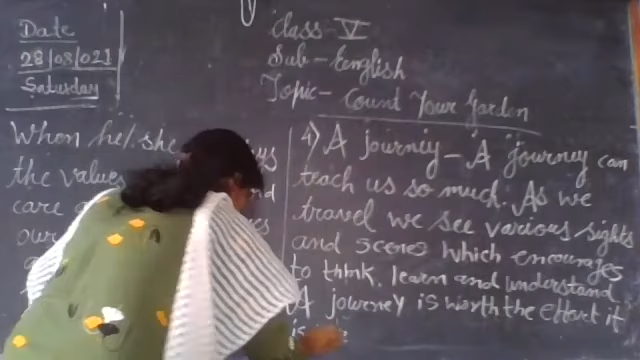 Date
28/08/021
Saturday
Class - V
Sub - English
Topic - Count Your Garden
When he/she
the values
care
our
4) A journey - A journey can
teach us so much. As we
travel we see various sights
and scenes which encourages
to think, learn and understand
A journey is worth the effort it
is